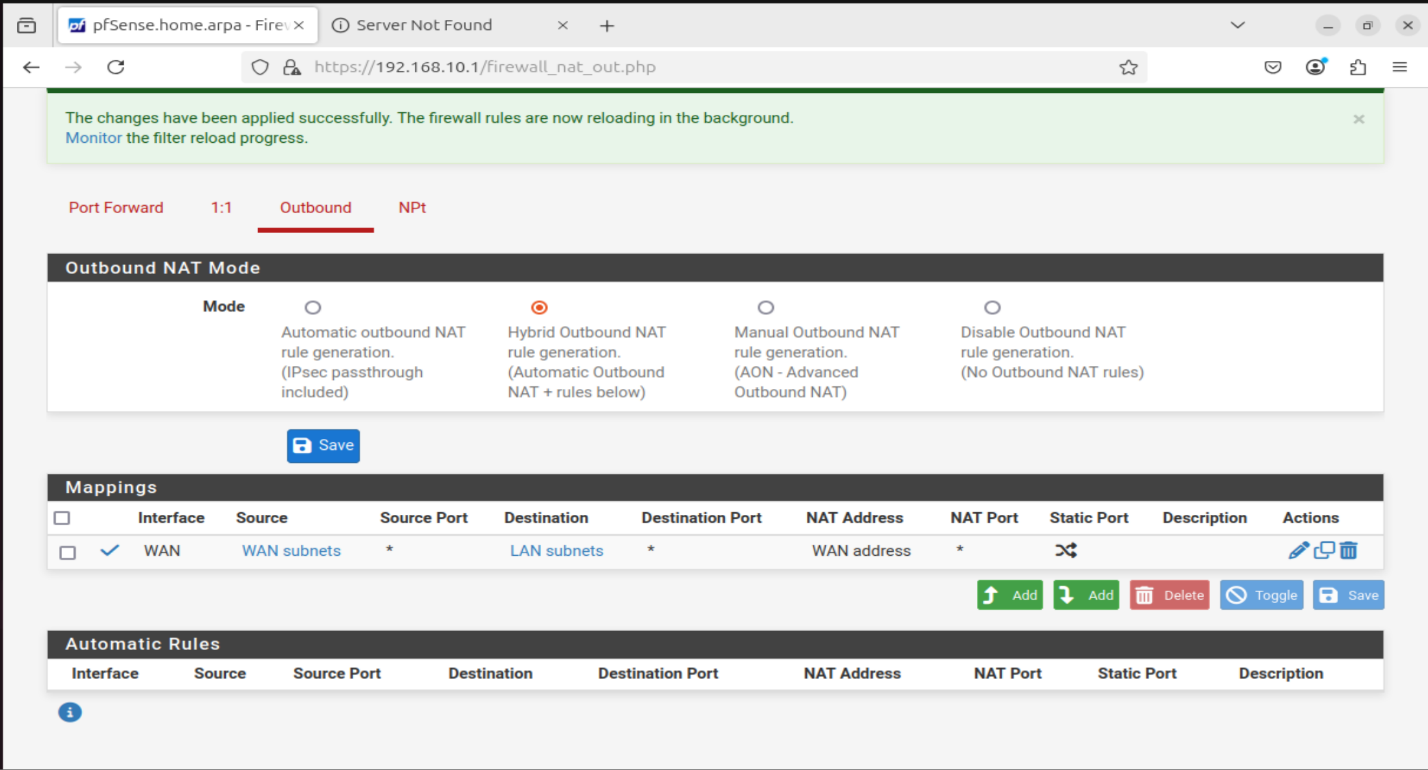 pfSense.home.arpa - Firew
Server Not Found
https://192.168.10.1/firewall_nat_out.php
The changes have been applied successfully. The firewall rules are now reloading in the background.
Monitor the filter reload progress.
Port Forward 1:1 Outbound NPt
Outbound NAT Mode
Mode
Automatic outbound NAT
rule generation.
(IPsec passthrough
included)
Hybrid Outbound NAT
rule generation.
(Automatic Outbound
NAT + rules below)
Manual Outbound NAT
rule generation.
(AON - Advanced
Outbound NAT)
Disable Outbound NAT
rule generation.
(No Outbound NAT rules)
Save
Mappings
Interface Source Source Port Destination Destination Port NAT Address NAT Port Static Port Description Actions
WAN WAN subnets * LAN subnets * WAN address *
Add Add Delete Toggle Save
Automatic Rules
Interface Source Source Port Destination Destination Port NAT Address NAT Port Static Port Description